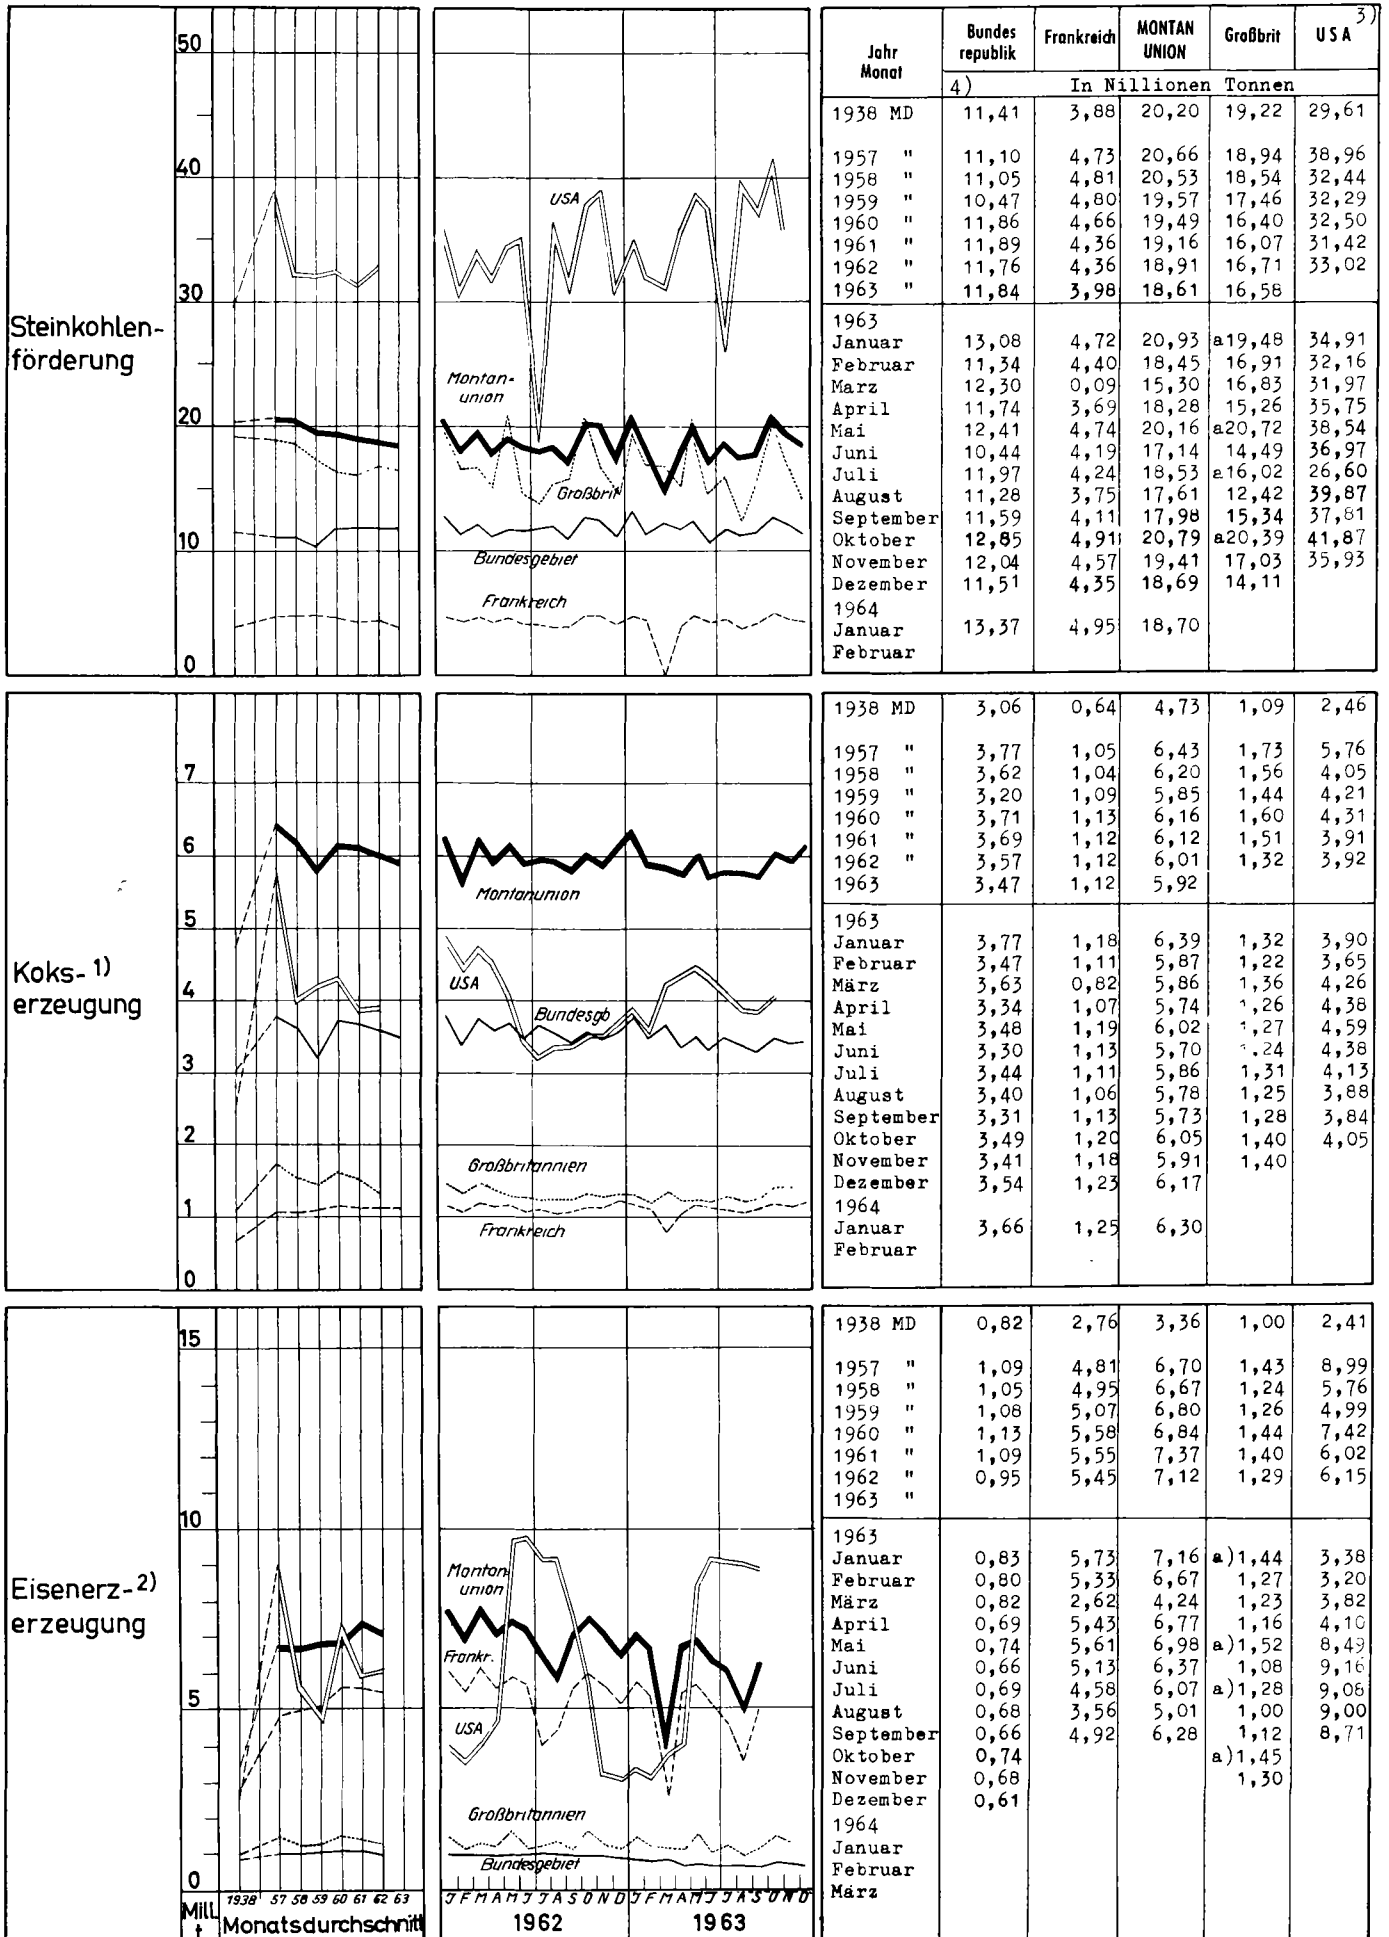 Steinkohlen-
förderung
50
40
30
20
10
0
USA
Montan-
union
Großbrit
Bundesgebiet
Frankreich
3)
Jahr Monat | Bundes republik | Frankreich | MONTAN UNION | Großbrit | USA
4) In Nillionen Tonnen
1938 MD 11,41 3,88 20,20 19,22 29,61
1957 " 11,10 4,73 20,66 18,94 38,96
1958 " 11,05 4,81 20,53 18,54 32,44
1959 " 10,47 4,80 19,57 17,46 32,29
1960 " 11,86 4,66 19,49 16,40 32,50
1961 " 11,89 4,36 19,16 16,07 31,42
1962 " 11,76 4,36 18,91 16,71 33,02
1963 " 11,84 3,98 18,61 16,58
1963
Januar 13,08 4,72 20,93 a19,48 34,91
Februar 11,34 4,40 18,45 16,91 32,16
Marz 12,30 0,09 15,30 16,83 31,97
April 11,74 3,69 18,28 15,26 35,75
Mai 12,41 4,74 20,16 a20,72 38,54
Juni 10,44 4,19 17,14 14,49 36,97
Juli 11,97 4,24 18,53 a16,02 26,60
August 11,28 3,75 17,61 12,42 39,87
September 11,59 4,11 17,98 15,34 37,81
Oktober 12,85 4,91 20,79 a20,39 41,87
November 12,04 4,57 19,41 17,03 35,93
Dezember 11,51 4,35 18,69 14,11
1964
Januar 13,37 4,95 18,70
Februar
Koks- 1)
erzeugung
7
6
5
4
3
2
1
0
Montanunion
USA
Bundesgb
Großbritannien
Frankreich
1938 MD 3,06 0,64 4,73 1,09 2,46
1957 " 3,77 1,05 6,43 1,73 5,76
1958 " 3,62 1,04 6,20 1,56 4,05
1959 " 3,20 1,09 5,85 1,44 4,21
1960 " 3,71 1,13 6,16 1,60 4,31
1961 " 3,69 1,12 6,12 1,51 3,91
1962 " 3,57 1,12 6,01 1,32 3,92
1963 3,47 1,12 5,92
1963
Januar 3,77 1,18 6,39 1,32 3,90
Februar 3,47 1,11 5,87 1,22 3,65
März 3,63 0,82 5,86 1,36 4,26
April 3,34 1,07 5,74 1,26 4,38
Mai 3,48 1,19 6,02 1,27 4,59
Juni 3,30 1,13 5,70 1,24 4,38
Juli 3,44 1,11 5,86 1,31 4,13
August 3,40 1,06 5,78 1,25 3,88
September 3,31 1,13 5,73 1,28 3,84
Oktober 3,49 1,20 6,05 1,40 4,05
November 3,41 1,18 5,91 1,40
Dezember 3,54 1,23 6,17
1964
Januar 3,66 1,25 6,30
Februar
Eisenerz- 2)
erzeugung
15
10
5
0
Mill.
t
1938 57 58 59 60 61 62 63
Monatsdurchschnitt
Montan
union
Frankr.
USA
Großbritannien
Bundesgebiet
J F M A M J J A S O N D J F M A M J J A S O N D
1962 1963
1938 MD 0,82 2,76 3,36 1,00 2,41
1957 " 1,09 4,81 6,70 1,43 8,99
1958 " 1,05 4,95 6,67 1,24 5,76
1959 " 1,08 5,07 6,80 1,26 4,99
1960 " 1,13 5,58 6,84 1,44 7,42
1961 " 1,09 5,55 7,37 1,40 6,02
1962 " 0,95 5,45 7,12 1,29 6,15
1963 "
1963
Januar 0,83 5,73 7,16 a)1,44 3,38
Februar 0,80 5,33 6,67 1,27 3,20
März 0,82 2,62 4,24 1,23 3,82
April 0,69 5,43 6,77 1,16 4,10
Mai 0,74 5,61 6,98 a)1,52 8,49
Juni 0,66 5,13 6,37 1,08 9,16
Juli 0,69 4,58 6,07 a)1,28 9,08
August 0,68 3,56 5,01 1,00 9,00
September 0,66 4,92 6,28 1,12 8,71
Oktober 0,74 a)1,45
November 0,68 1,30
Dezember 0,61
1964
Januar
Februar
März